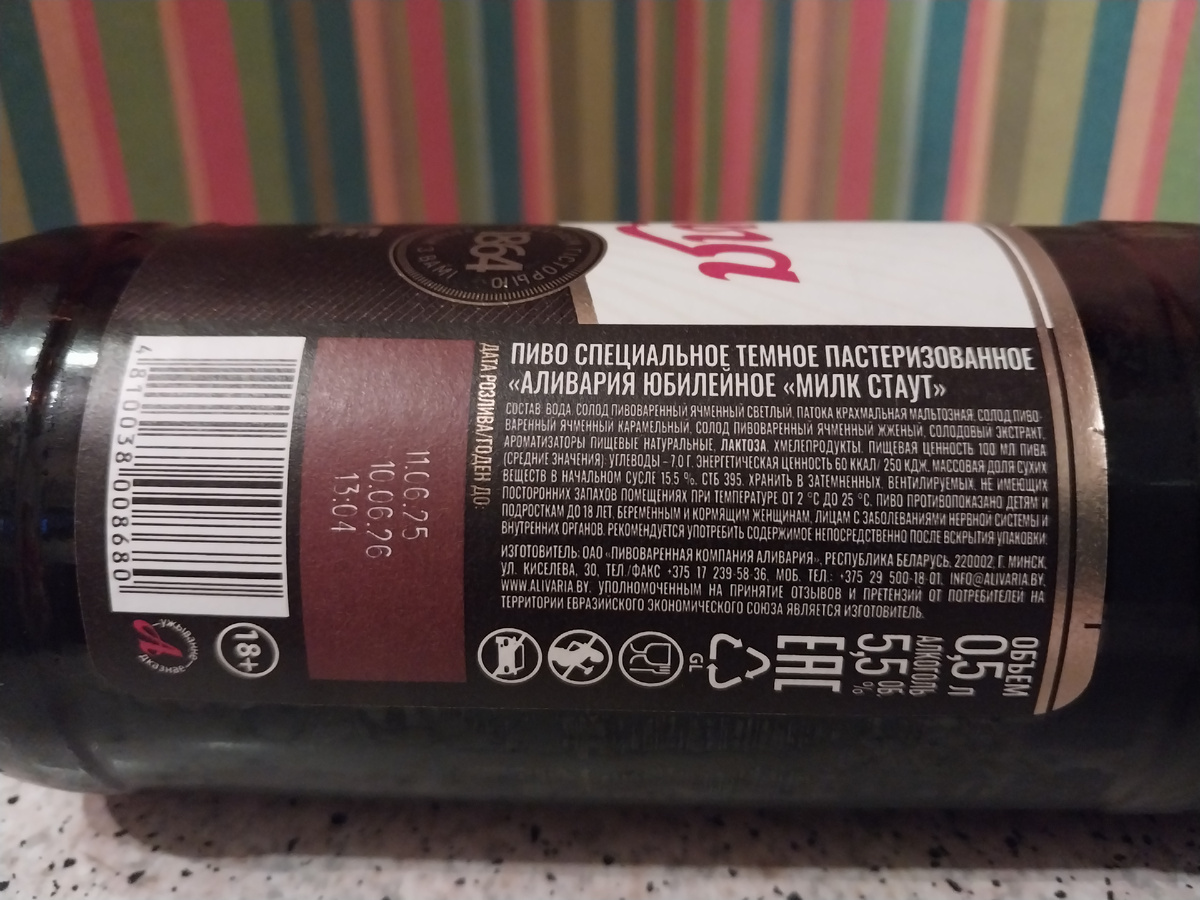 1864
ГІСТОРЫЮ
З ВАМІ
ПИВО СПЕЦИАЛЬНОЕ ТЕМНОЕ ПАСТЕРИЗОВАННОЕ
«АЛИВАРИЯ ЮБИЛЕЙНОЕ «МИЛК СТАУТ»
СОСТАВ: ВОДА, СОЛОД ПИВОВАРЕННЫЙ ЯЧМЕННЫЙ СВЕТЛЫЙ, ПАТОКА КРАХМАЛЬНАЯ МАЛЬТОЗНАЯ, СОЛОД ПИВО-
ВАРЕННЫЙ ЯЧМЕННЫЙ КАРАМЕЛЬНЫЙ, СОЛОД ПИВОВАРЕННЫЙ ЯЧМЕННЫЙ ЖЖЕНЫЙ, СОЛОДОВЫЙ ЭКСТРАКТ,
АРОМАТИЗАТОРЫ ПИЩЕВЫЕ НАТУРАЛЬНЫЕ, ЛАКТОЗА, ХМЕЛЕПРОДУКТЫ. ПИЩЕВАЯ ЦЕННОСТЬ 100 МЛ ПИВА
(СРЕДНИЕ ЗНАЧЕНИЯ): УГЛЕВОДЫ – 7,0 Г. ЭНЕРГЕТИЧЕСКАЯ ЦЕННОСТЬ 60 ККАЛ/ 250 КДЖ. МАССОВАЯ ДОЛЯ СУХИХ
ВЕЩЕСТВ В НАЧАЛЬНОМ СУСЛЕ 15,5 %. СТБ 395. ХРАНИТЬ В ЗАТЕМНЕННЫХ, ВЕНТИЛИРУЕМЫХ, НЕ ИМЕЮЩИХ
ПОСТОРОННИХ ЗАПАХОВ ПОМЕЩЕНИЯХ ПРИ ТЕМПЕРАТУРЕ ОТ 2 °С ДО 25 °С. ПИВО ПРОТИВОПОКАЗАНО ДЕТЯМ И
ПОДРОСТКАМ ДО 18 ЛЕТ, БЕРЕМЕННЫМ И КОРМЯЩИМ ЖЕНЩИНАМ, ЛИЦАМ С ЗАБОЛЕВАНИЯМИ НЕРВНОЙ СИСТЕМЫ И
ВНУТРЕННИХ ОРГАНОВ. РЕКОМЕНДУЕТСЯ УПОТРЕБИТЬ СОДЕРЖИМОЕ НЕПОСРЕДСТВЕННО ПОСЛЕ ВСКРЫТИЯ УПАКОВКИ.
ИЗГОТОВИТЕЛЬ: ОАО «ПИВОВАРЕННАЯ КОМПАНИЯ АЛИВАРИЯ», РЕСПУБЛИКА БЕЛАРУСЬ, 220002, Г. МИНСК,
УЛ. КИСЕЛЕВА, 30, ТЕЛ./ФАКС +375 17 239-58-36, МОБ. ТЕЛ.: +375 29 500-18-01, INFO@ALIVARIA.BY,
WWW.ALIVARIA.BY. УПОЛНОМОЧЕННЫМ НА ПРИНЯТИЕ ОТЗЫВОВ И ПРЕТЕНЗИЙ ОТ ПОТРЕБИТЕЛЕЙ НА
ТЕРРИТОРИИ ЕВРАЗИЙСКОГО ЭКОНОМИЧЕСКОГО СОЮЗА ЯВЛЯЕТСЯ ИЗГОТОВИТЕЛЬ.
ОБЪЕМ
0,5 Л
АЛКОГОЛЬ
5,5 % ОБ.
EAC
GL
ДАТА РОЗЛИВА/ГОДЕН ДО:
11.06.25
10.06.26
13:04
4810038008680
18+
ужыванне
адказнае